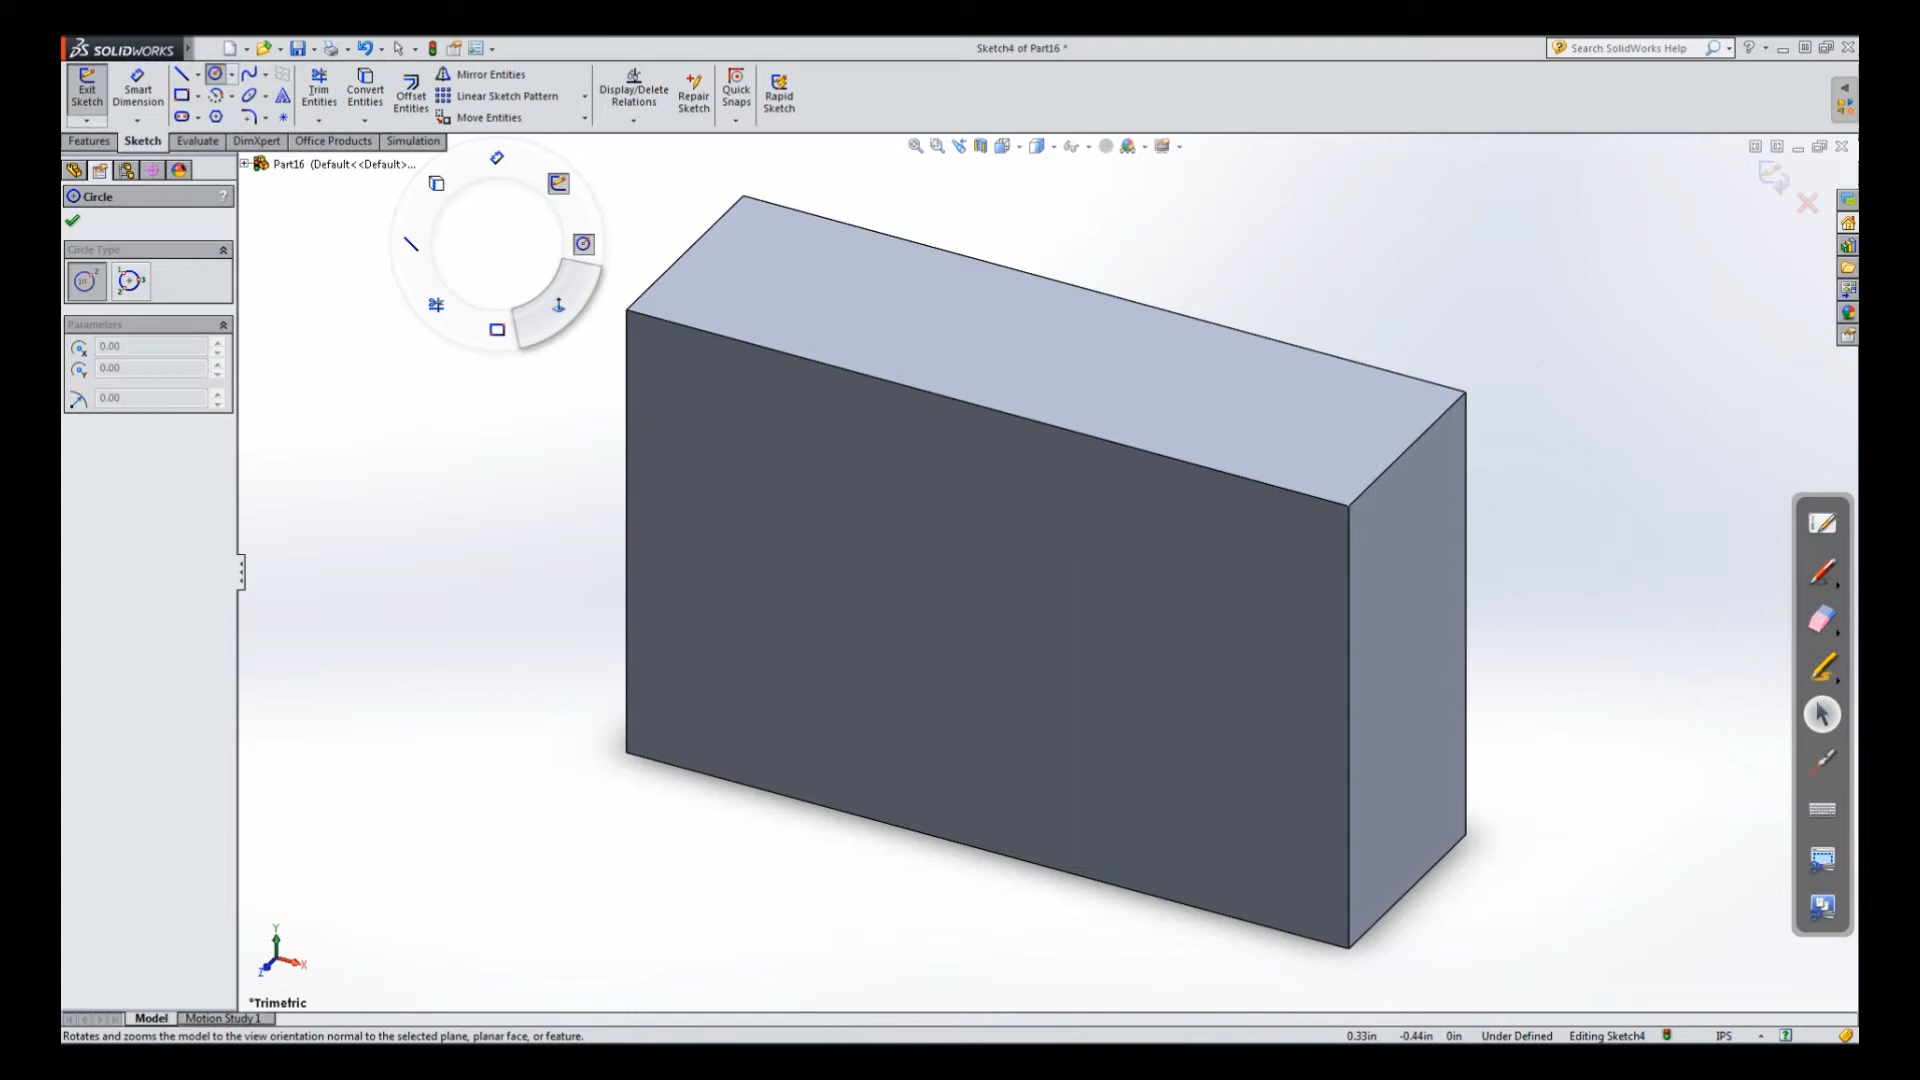 SOLIDWORKS
Sketch4 of Part16 *
Search SolidWorks Help
Exit Sketch
Smart Dimension
Trim Entities
Convert Entities
Offset Entities
Mirror Entities
Linear Sketch Pattern
Move Entities
Display/Delete Relations
Repair Sketch
Quick Snaps
Rapid Sketch
Features
Sketch
Evaluate
DimXpert
Office Products
Simulation
Part16 (Default<<Default>...
Circle
?
Circle Type
Parameters
0.00
0.00
0.00
Y
X
Z
*Trimetric
Model
Motion Study 1
Rotates and zooms the model to the view orientation normal to the selected plane, planar face, or feature.
0.33in
-0.44in
0in
Under Defined
Editing Sketch4
IPS